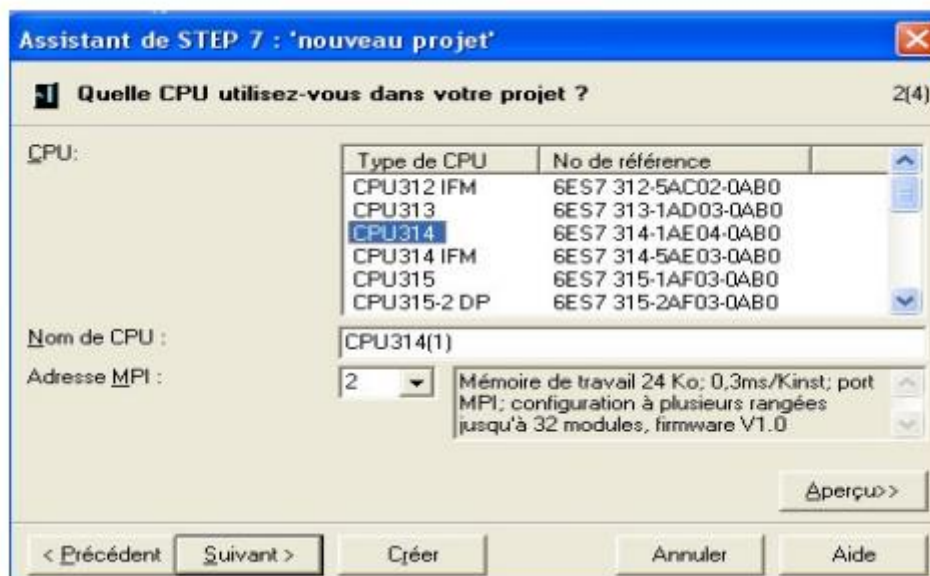 Assistant de STEP 7 : 'nouveau projet'
Quelle CPU utilisez-vous dans votre projet ? 2(4)
CPU:
Type de CPU No de référence
CPU312 IFM 6ES7 312-5AC02-0AB0
CPU313 6ES7 313-1AD03-0AB0
CPU314 6ES7 314-1AE04-0AB0
CPU314 IFM 6ES7 314-5AE03-0AB0
CPU315 6ES7 315-1AF03-0AB0
CPU315-2 DP 6ES7 315-2AF03-0AB0
Nom de CPU : CPU314(1)
Adresse MPI : 2
Mémoire de travail 24 Ko; 0,3ms/Kinst; port
MPI; configuration à plusieurs rangées
jusqu'à 32 modules, firmware V1.0
Aperçu>>
< Précédent Suivant > Créer Annuler Aide